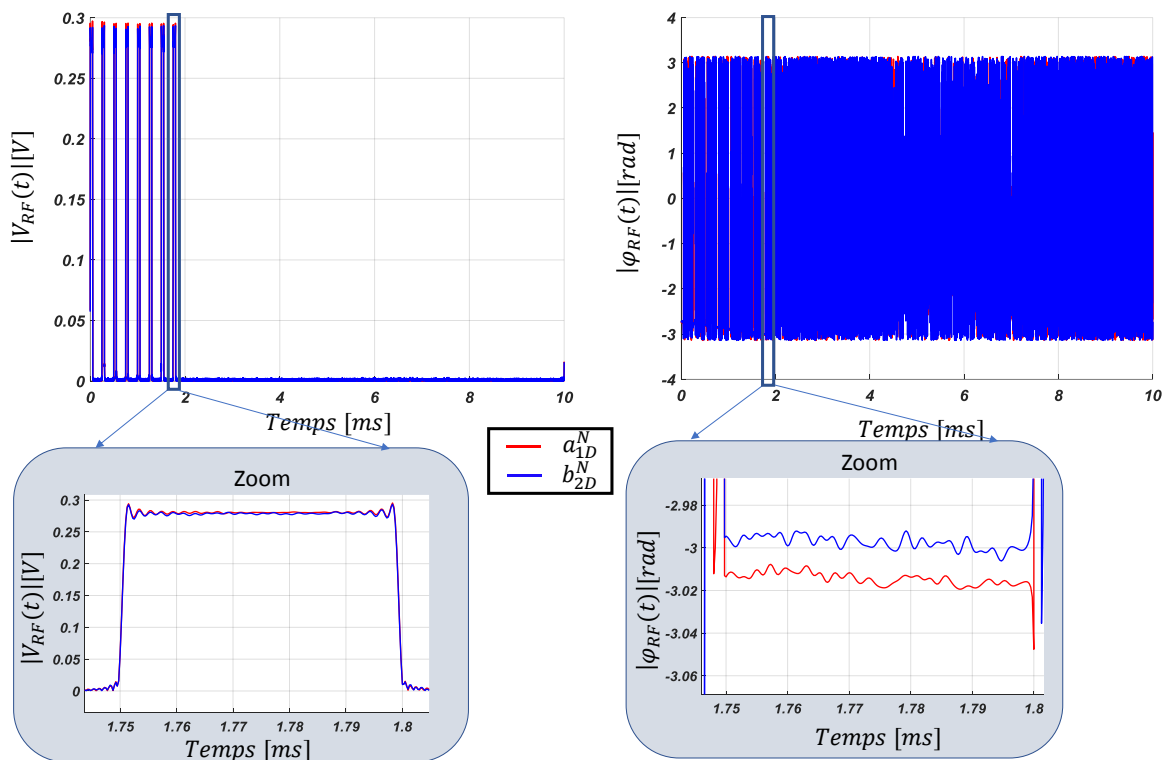 0.3
0.25
0.2
0.15
0.1
0.05
0
|V_RF(t)|[V]
0 2 4 6 8 10
Temps [ms]
4
3
2
1
0
-1
-2
-3
-4
|φ_RF(t)|[rad]
0 2 4 6 8 10
Temps [ms]
a_1D^N
b_2D^N
Zoom
0.3
0.25
0.2
0.15
0.1
0.05
0
|V_RF(t)|[V]
1.75 1.76 1.77 1.78 1.79 1.8
Temps [ms]
Zoom
-2.98
-3
-3.02
-3.04
-3.06
|φ_RF(t)|[rad]
1.75 1.76 1.77 1.78 1.79 1.8
Temps [ms]